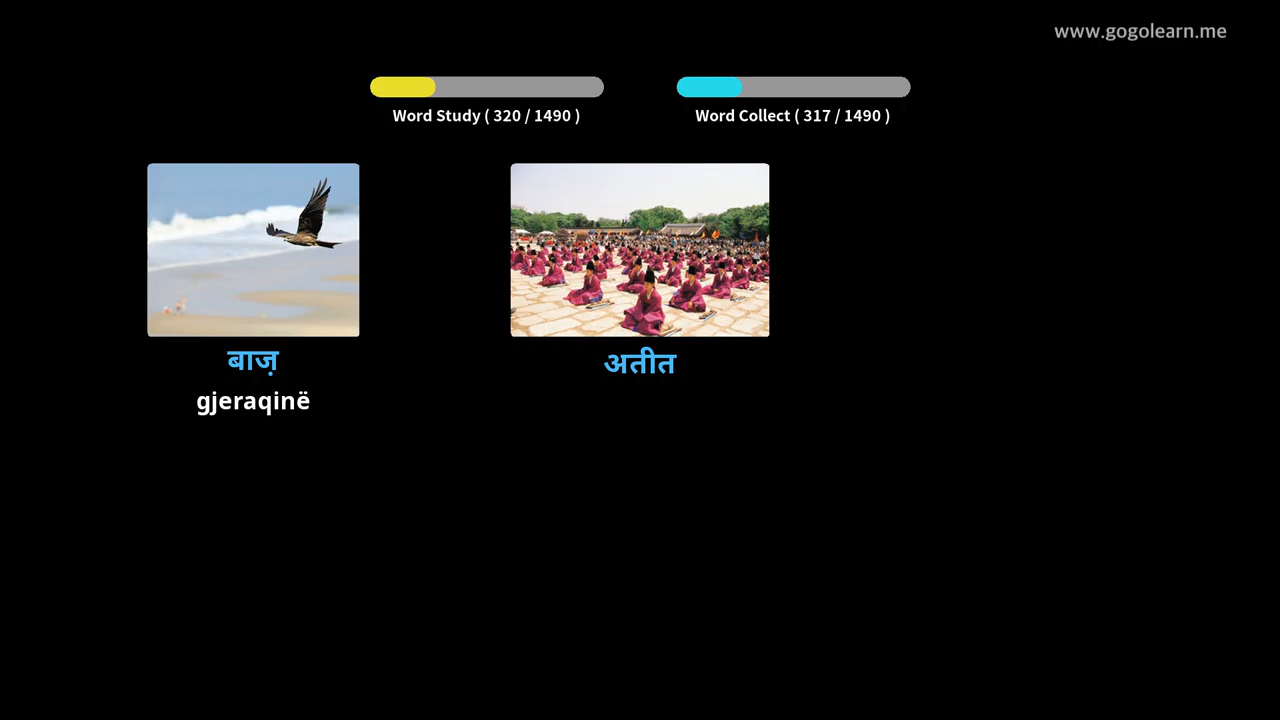 www.gogolearn.me
Word Study ( 320 / 1490 )
Word Collect ( 317 / 1490 )
बाज़
gjeraqinë
अतीत